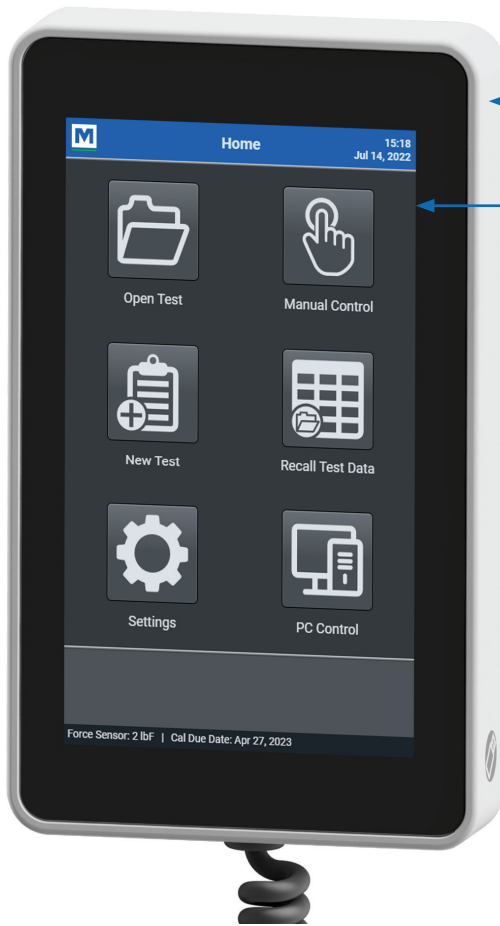 M
Home
15:18
Jul 14, 2022
Open Test
Manual Control
New Test
Recall Test Data
Settings
PC Control
Force Sensor: 2 lbF | Cal Due Date: Apr 27, 2023